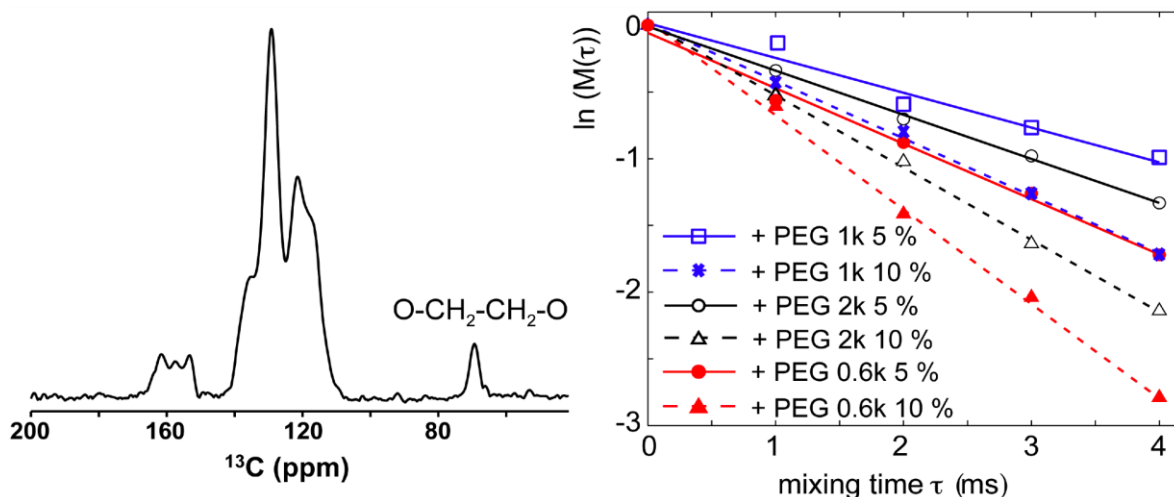 O-CH₂-CH₂-O
200 160 120 80
¹³C (ppm)
ln (M(τ))
0
-1
-2
-3
+ PEG 1k 5 %
+ PEG 1k 10 %
+ PEG 2k 5 %
+ PEG 2k 10 %
+ PEG 0.6k 5 %
+ PEG 0.6k 10 %
0 1 2 3 4
mixing time τ (ms)